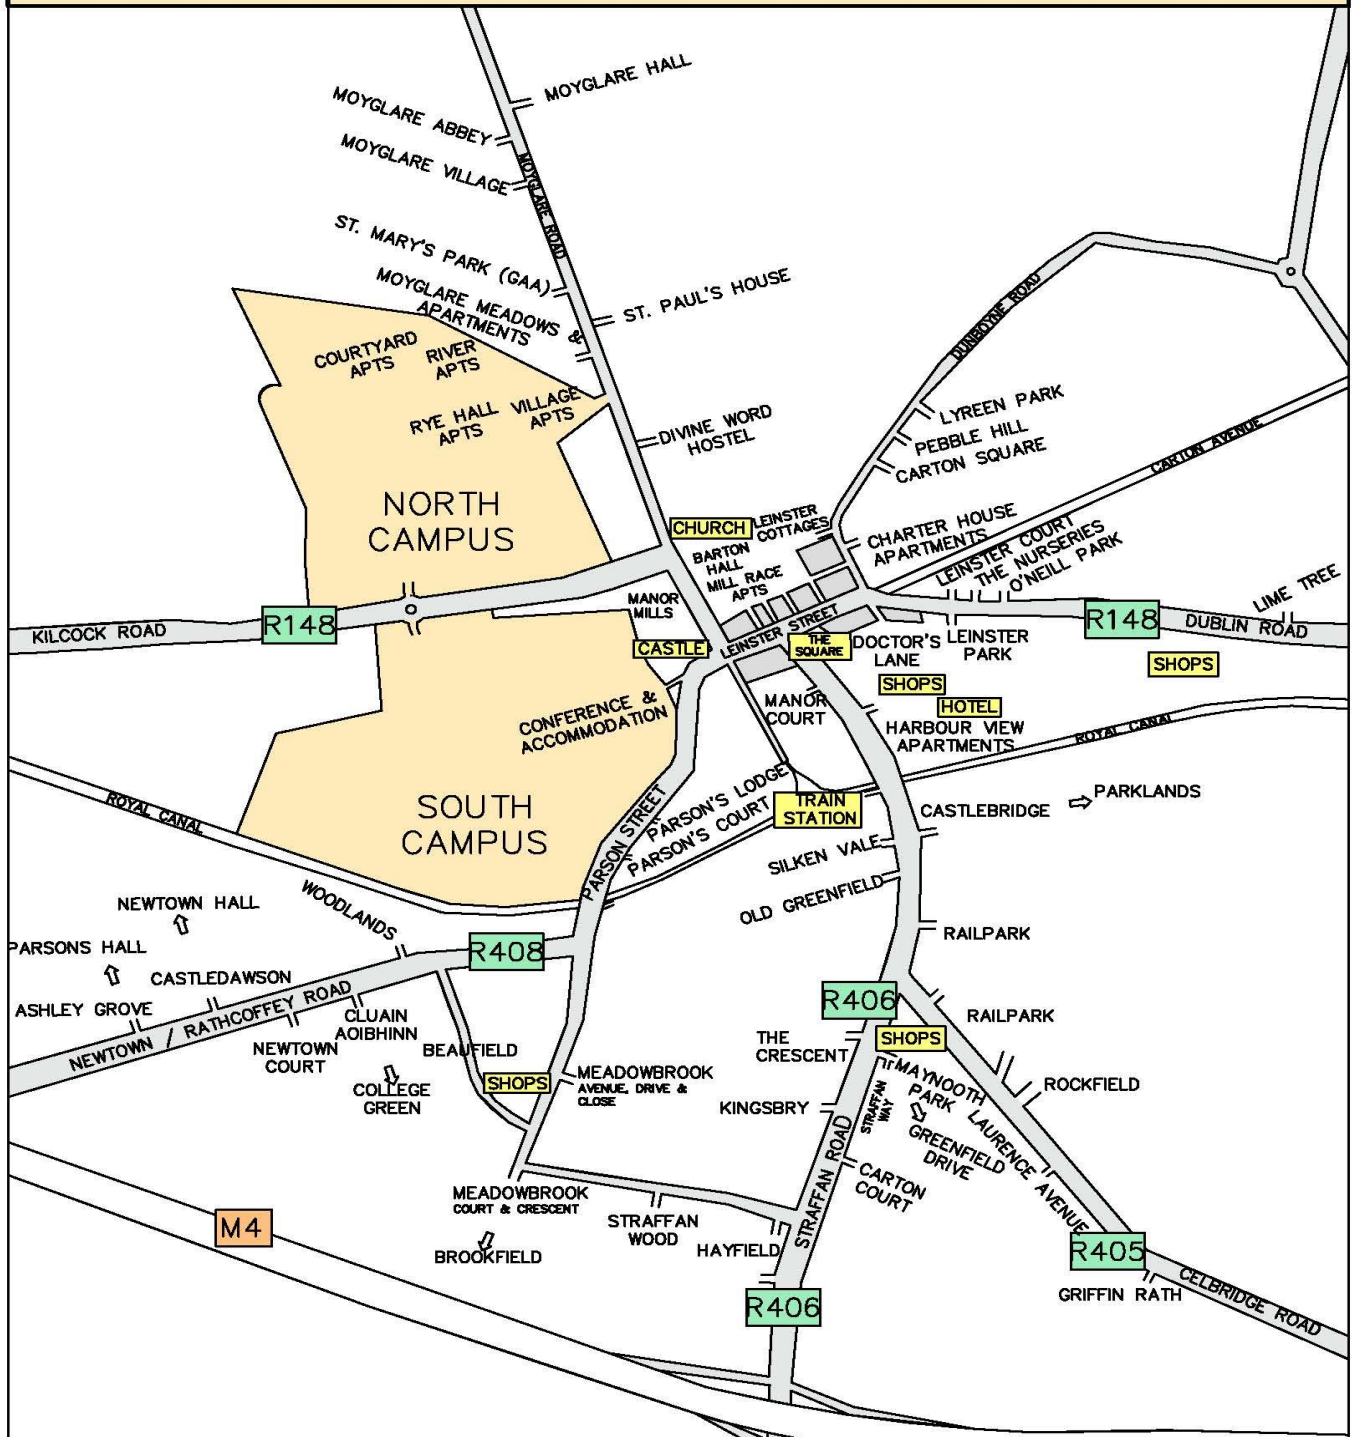 MOYGLARE HALL
MOYGLARE ABBEY
MOYGLARE VILLAGE
MOYGLARE ROAD
ST. MARY'S PARK (GAA)
MOYGLARE MEADOWS &
APARTMENTS
ST. PAUL'S HOUSE
DUNBOYNE ROAD
COURTYARD
APTS
RIVER
APTS
RYE HALL
APTS
VILLAGE
APTS
DIVINE WORD
HOSTEL
LYREEN PARK
PEBBLE HILL
CARTON SQUARE
CARTON AVENUE
NORTH
CAMPUS
CHURCH
LEINSTER
COTTAGES
BARTON
HALL
MILL RACE
APTS
CHARTER HOUSE
APARTMENTS
LEINSTER COURT
THE NURSERIES
O'NEILL PARK
LIME TREE
MANOR
MILLS
KILCOCK ROAD
R148
R148
DUBLIN ROAD
CASTLE
LEINSTER STREET
THE
SQUARE
DOCTOR'S
LANE
LEINSTER
PARK
SHOPS
SHOPS
HOTEL
CONFERENCE &
ACCOMMODATION
MANOR
COURT
HARBOUR VIEW
APARTMENTS
ROYAL CANAL
ROYAL CANAL
SOUTH
CAMPUS
PARSON STREET
PARSON'S LODGE
PARSON'S COURT
TRAIN
STATION
CASTLEBRIDGE
PARKLANDS
SILKEN VALE
OLD GREENFIELD
WOODLANDS
NEWTOWN HALL
PARSONS HALL
CASTLEDAWSON
ASHLEY GROVE
R408
RAILPARK
NEWTOWN / RATHCOFFEY ROAD
CLUAIN
AOIBHINN
NEWTOWN
COURT
BEAUFIELD
COLLEGE
GREEN
SHOPS
MEADOWBROOK
AVENUE, DRIVE &
CLOSE
R406
RAILPARK
THE
CRESCENT
SHOPS
MAYNOOTH
PARK
ROCKFIELD
KINGSBRY
STRAFFAN
WAY
GREENFIELD
DRIVE
LAURENCE AVENUE
STRAFFAN ROAD
CARTON
COURT
MEADOWBROOK
COURT & CRESCENT
BROOKFIELD
STRAFFAN
WOOD
HAYFIELD
M4
R405
GRIFFIN RATH
CELBRIDGE ROAD
R406